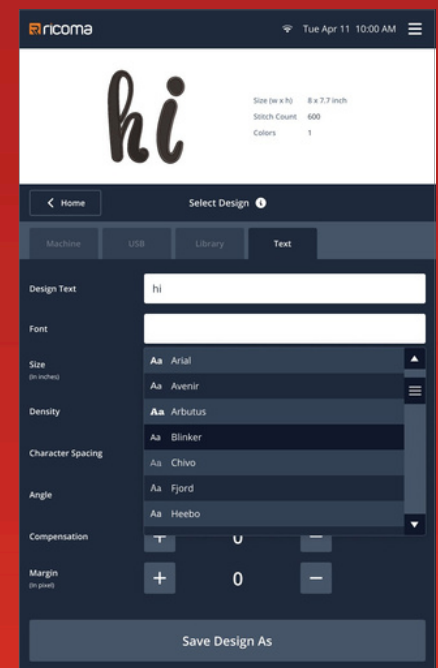 ricoma Tue Apr 11 10:00 AM
hi
Size (w x h) 8 x 7.7 inch
Stitch Count 600
Colors 1
Home Select Design
Machine USB Library Text
Design Text hi
Font
Size
(In inches)
Aa Arial
Aa Avenir
Density
Aa Arbutus
Aa Blinker
Character Spacing
Aa Chivo
Angle
Aa Fjord
Aa Heebo
Compensation + 0 −
Margin
(In pixel)
+ 0 −
Save Design As